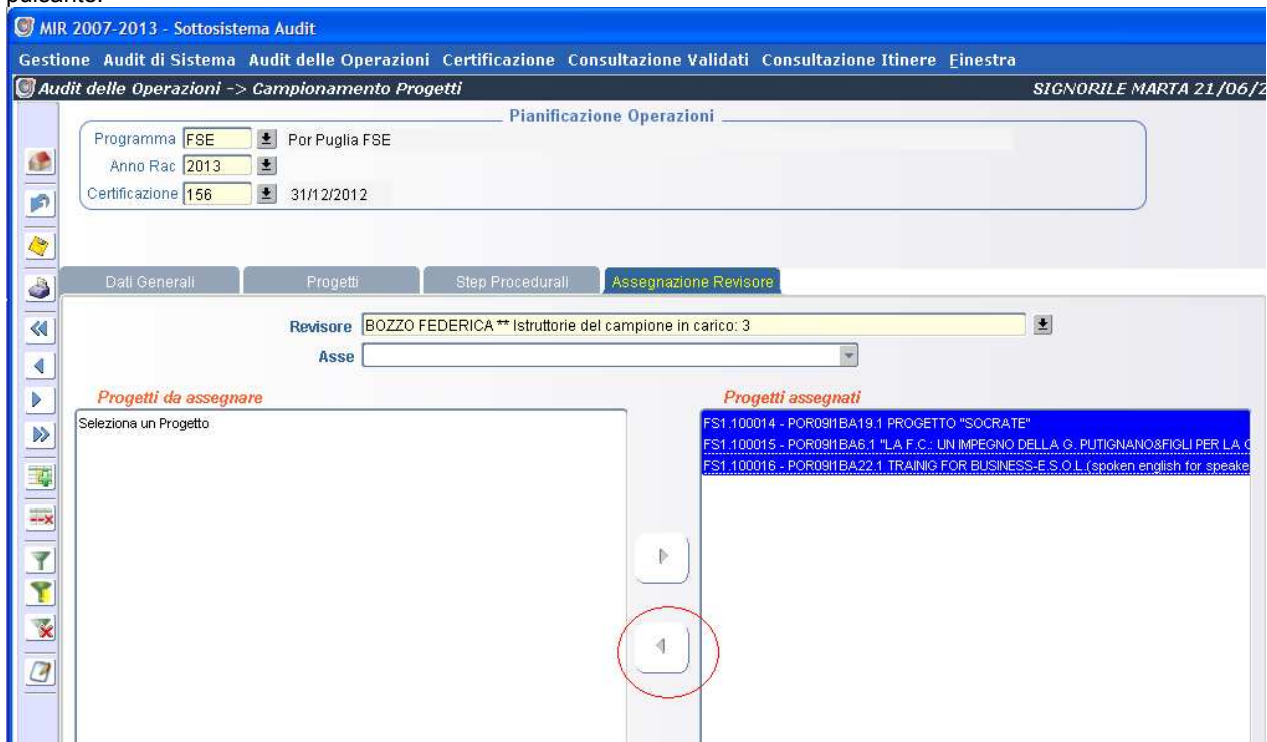 pulsante.
MIR 2007-2013 - Sottosistema Audit
Gestione Audit di Sistema Audit delle Operazioni Certificazione Consultazione Validati Consultazione Itinere Finestra
Audit delle Operazioni -> Campionamento Progetti SIGNORILE MARTA 21/06/2
Pianificazione Operazioni
Programma FSE Por Puglia FSE
Anno Rac 2013
Certificazione 156 31/12/2012
Dati Generali Progetti Step Procedurali Assegnazione Revisore
Revisore BOZZO FEDERICA ** Istruttorie del campione in carico: 3
Asse
Progetti da assegnare Progetti assegnati
Seleziona un Progetto
FS1.100014 - POR09I1BA19.1 PROGETTO "SOCRATE"
FS1.100015 - POR09I1BA6.1 "LA F.C.: UN IMPEGNO DELLA G. PUTIGNANO&FIGLI PER LA C
FS1.100016 - POR09I1BA22.1 TRAINIG FOR BUSINESS-E.S.O.L.(spoken english for speake